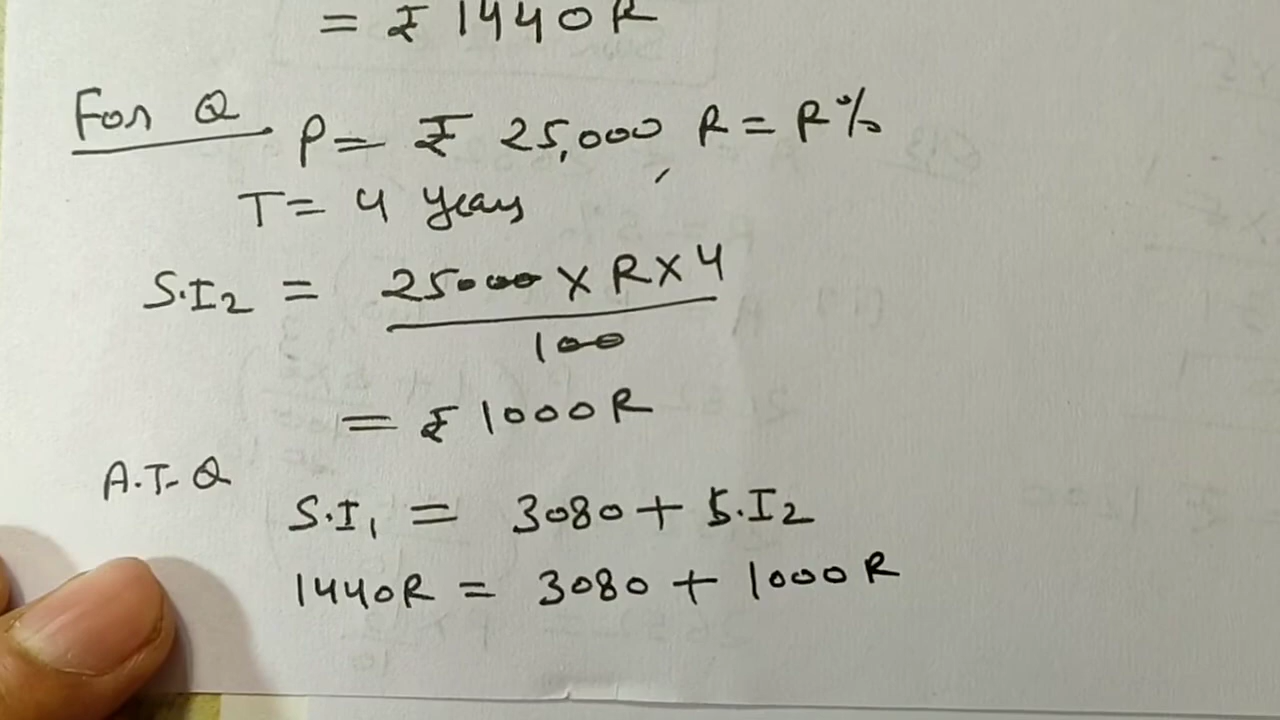 = ₹ 1440R
For Q P = ₹ 25,000 R = R%
T = 4 years
S.I2 = 25000 X R X 4
100
= ₹ 1000R
A.T.Q
S.I1 = 3080 + S.I2
1440R = 3080 + 1000R